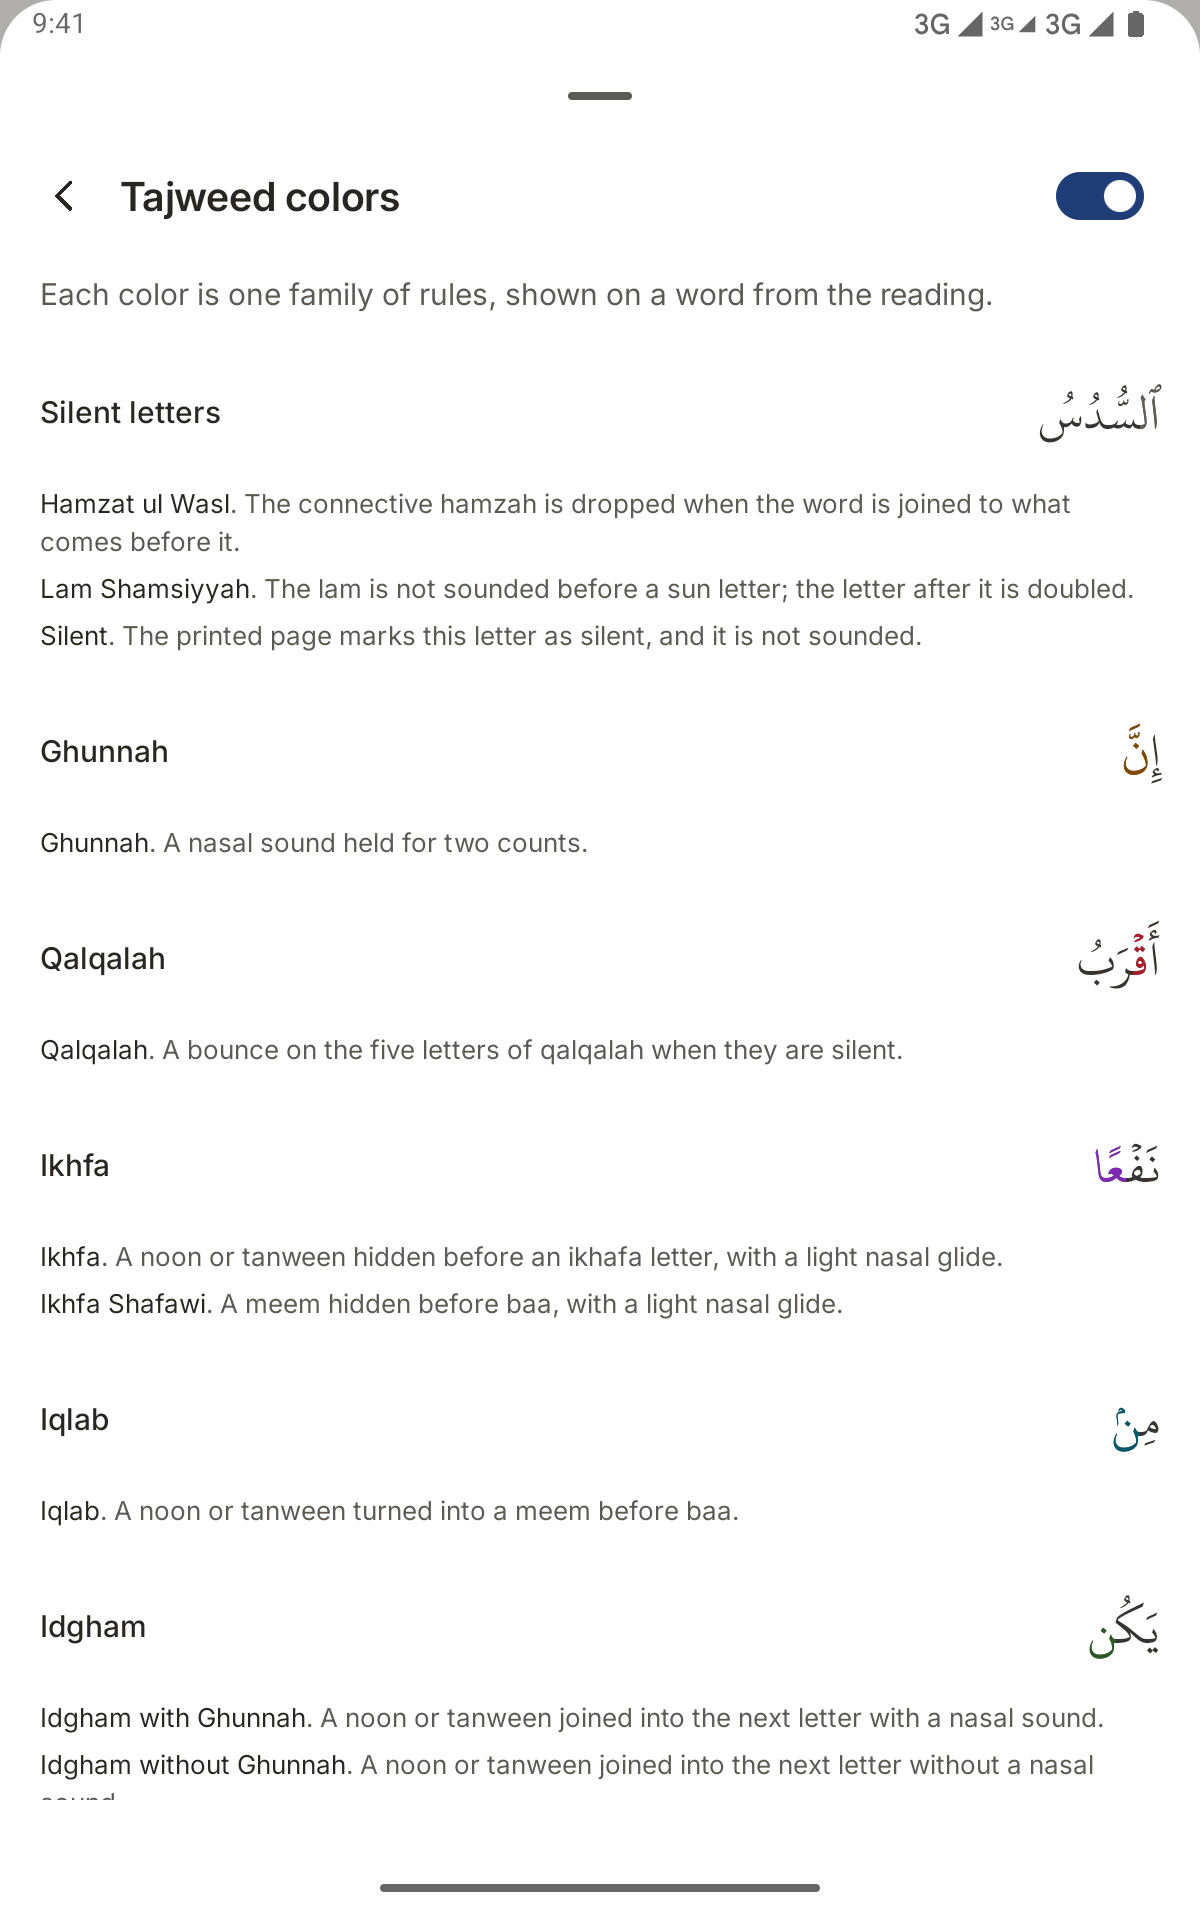 9:41
3G 3G 3G
Tajweed colors
Each color is one family of rules, shown on a word from the reading.
Silent letters
ٱلسُّدُسُ
Hamzat ul Wasl. The connective hamzah is dropped when the word is joined to what
comes before it.
Lam Shamsiyyah. The lam is not sounded before a sun letter; the letter after it is doubled.
Silent. The printed page marks this letter as silent, and it is not sounded.
Ghunnah
إِنَّ
Ghunnah. A nasal sound held for two counts.
Qalqalah
أَقۡرَبُ
Qalqalah. A bounce on the five letters of qalqalah when they are silent.
Ikhfa
نَفۡعًا
Ikhfa. A noon or tanween hidden before an ikhafa letter, with a light nasal glide.
Ikhfa Shafawi. A meem hidden before baa, with a light nasal glide.
Iqlab
مِنۢ
Iqlab. A noon or tanween turned into a meem before baa.
Idgham
يَكُن
Idgham with Ghunnah. A noon or tanween joined into the next letter with a nasal sound.
Idgham without Ghunnah. A noon or tanween joined into the next letter without a nasal